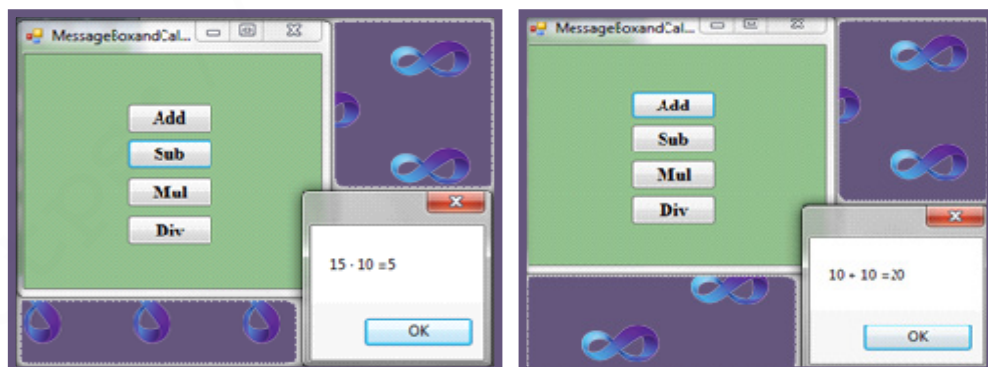 MessageBoxandCal...
Add
Sub
Mul
Div
15 - 10 =5
OK
MessageBoxandCal...
Add
Sub
Mul
Div
10 + 10 =20
OK